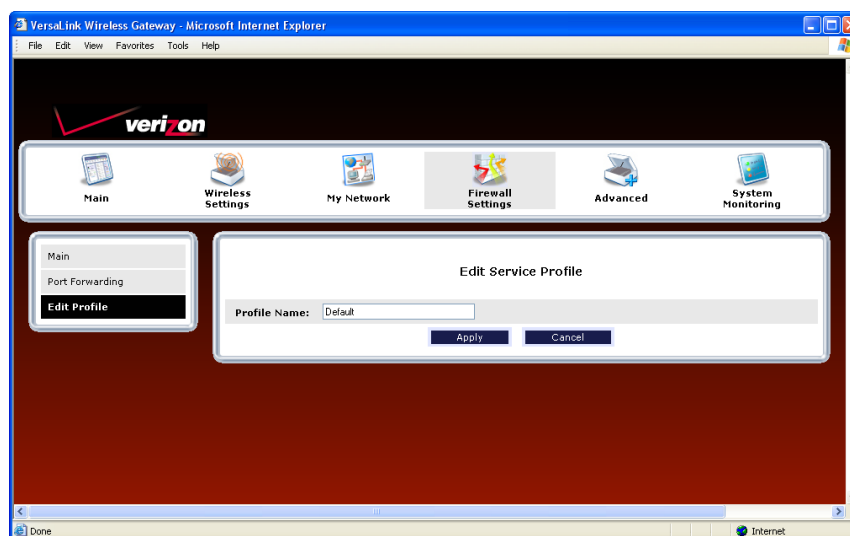 VersaLink Wireless Gateway - Microsoft Internet Explorer
File Edit View Favorites Tools Help
verizon
Main
Wireless Settings
My Network
Firewall Settings
Advanced
System Monitoring
Main
Port Forwarding
Edit Profile
Edit Service Profile
Profile Name: Default
Apply Cancel
Done Internet